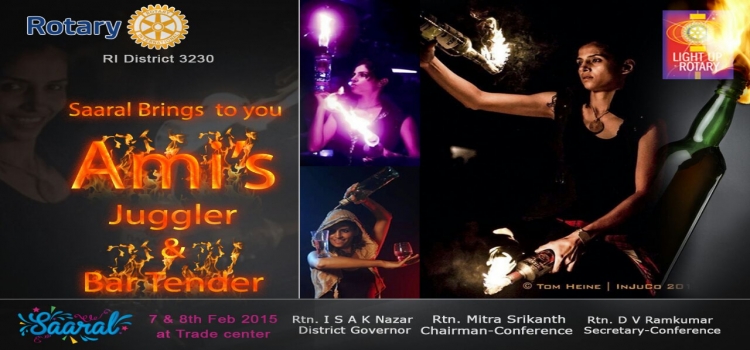 Rotary
RI District 3230
Saaral Brings to you
Ami's
Juggler
&
Bar Tender
LIGHT UP
ROTARY
© Tom Heine | InJuCo 201
Saaral
7 & 8th Feb 2015
at Trade center
Rtn. I S A K Nazar
District Governor
Rtn. Mitra Srikanth
Chairman-Conference
Rtn. D V Ramkumar
Secretary-Conference